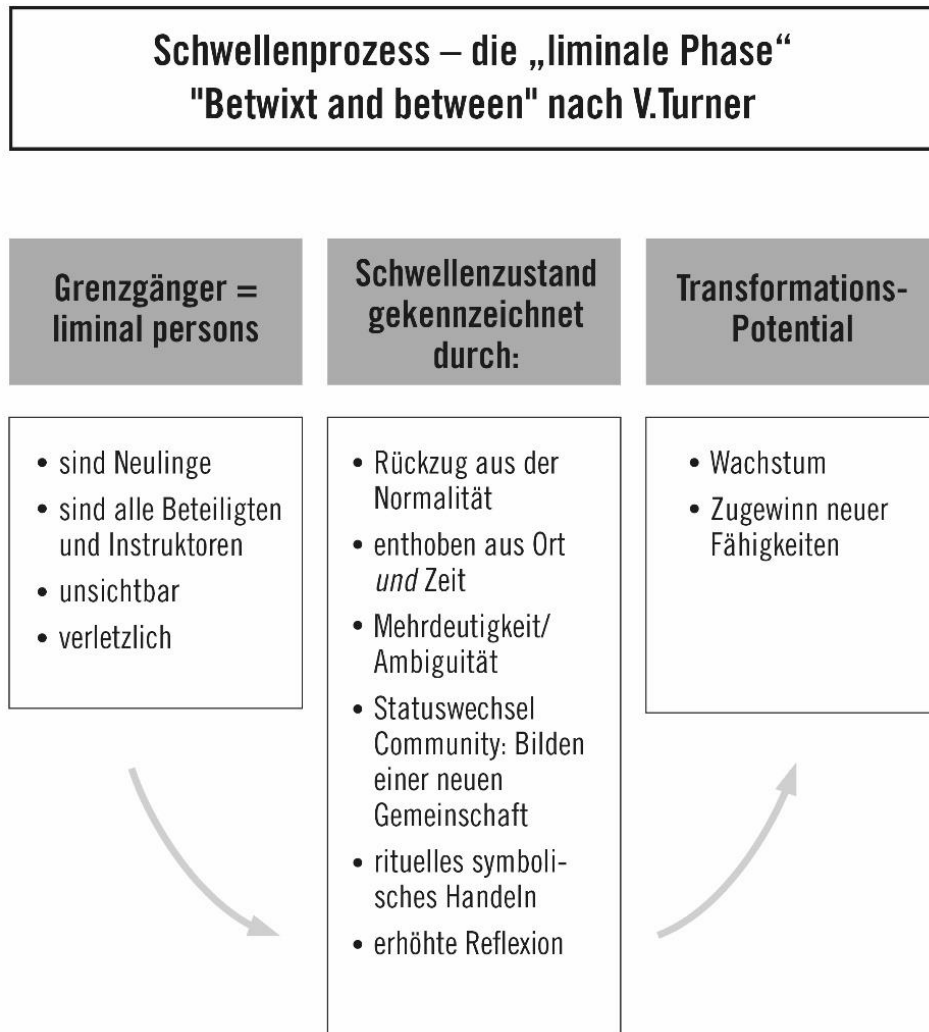 Schwellenprozess – die „liminale Phase“
"Betwixt and between" nach V.Turner
Grenzgänger =
liminal persons
• sind Neulinge
• sind alle Beteiligten
und Instruktoren
• unsichtbar
• verletzlich
Schwellenzustand
gekennzeichnet
durch:
• Rückzug aus der
Normalität
• enthoben aus Ort
und Zeit
• Mehrdeutigkeit/
Ambiguität
• Statuswechsel
Community: Bilden
einer neuen
Gemeinschaft
• rituelles symboli-
sches Handeln
• erhöhte Reflexion
Transformations-
Potential
• Wachstum
• Zugewinn neuer
Fähigkeiten